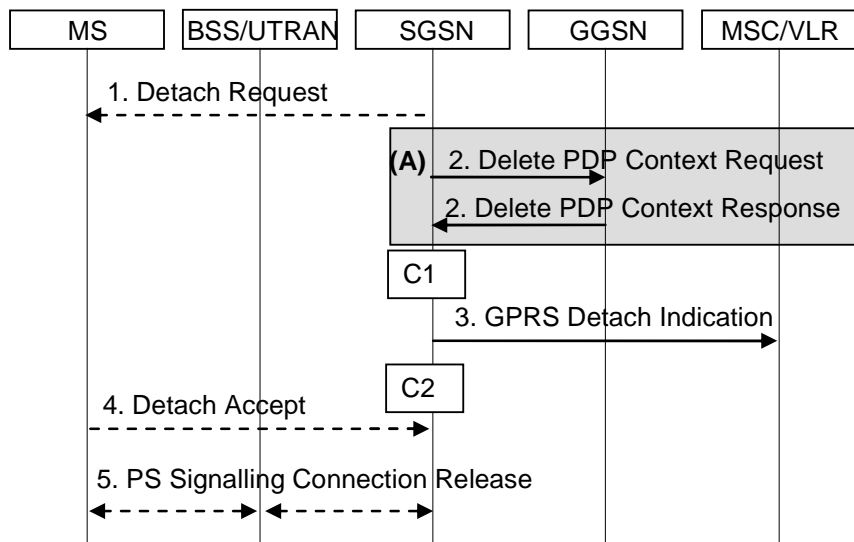 MS BSS/UTRAN SGSN GGSN MSC/VLR
1. Detach Request
(A) 2. Delete PDP Context Request
2. Delete PDP Context Response
C1
3. GPRS Detach Indication
C2
4. Detach Accept
5. PS Signalling Connection Release